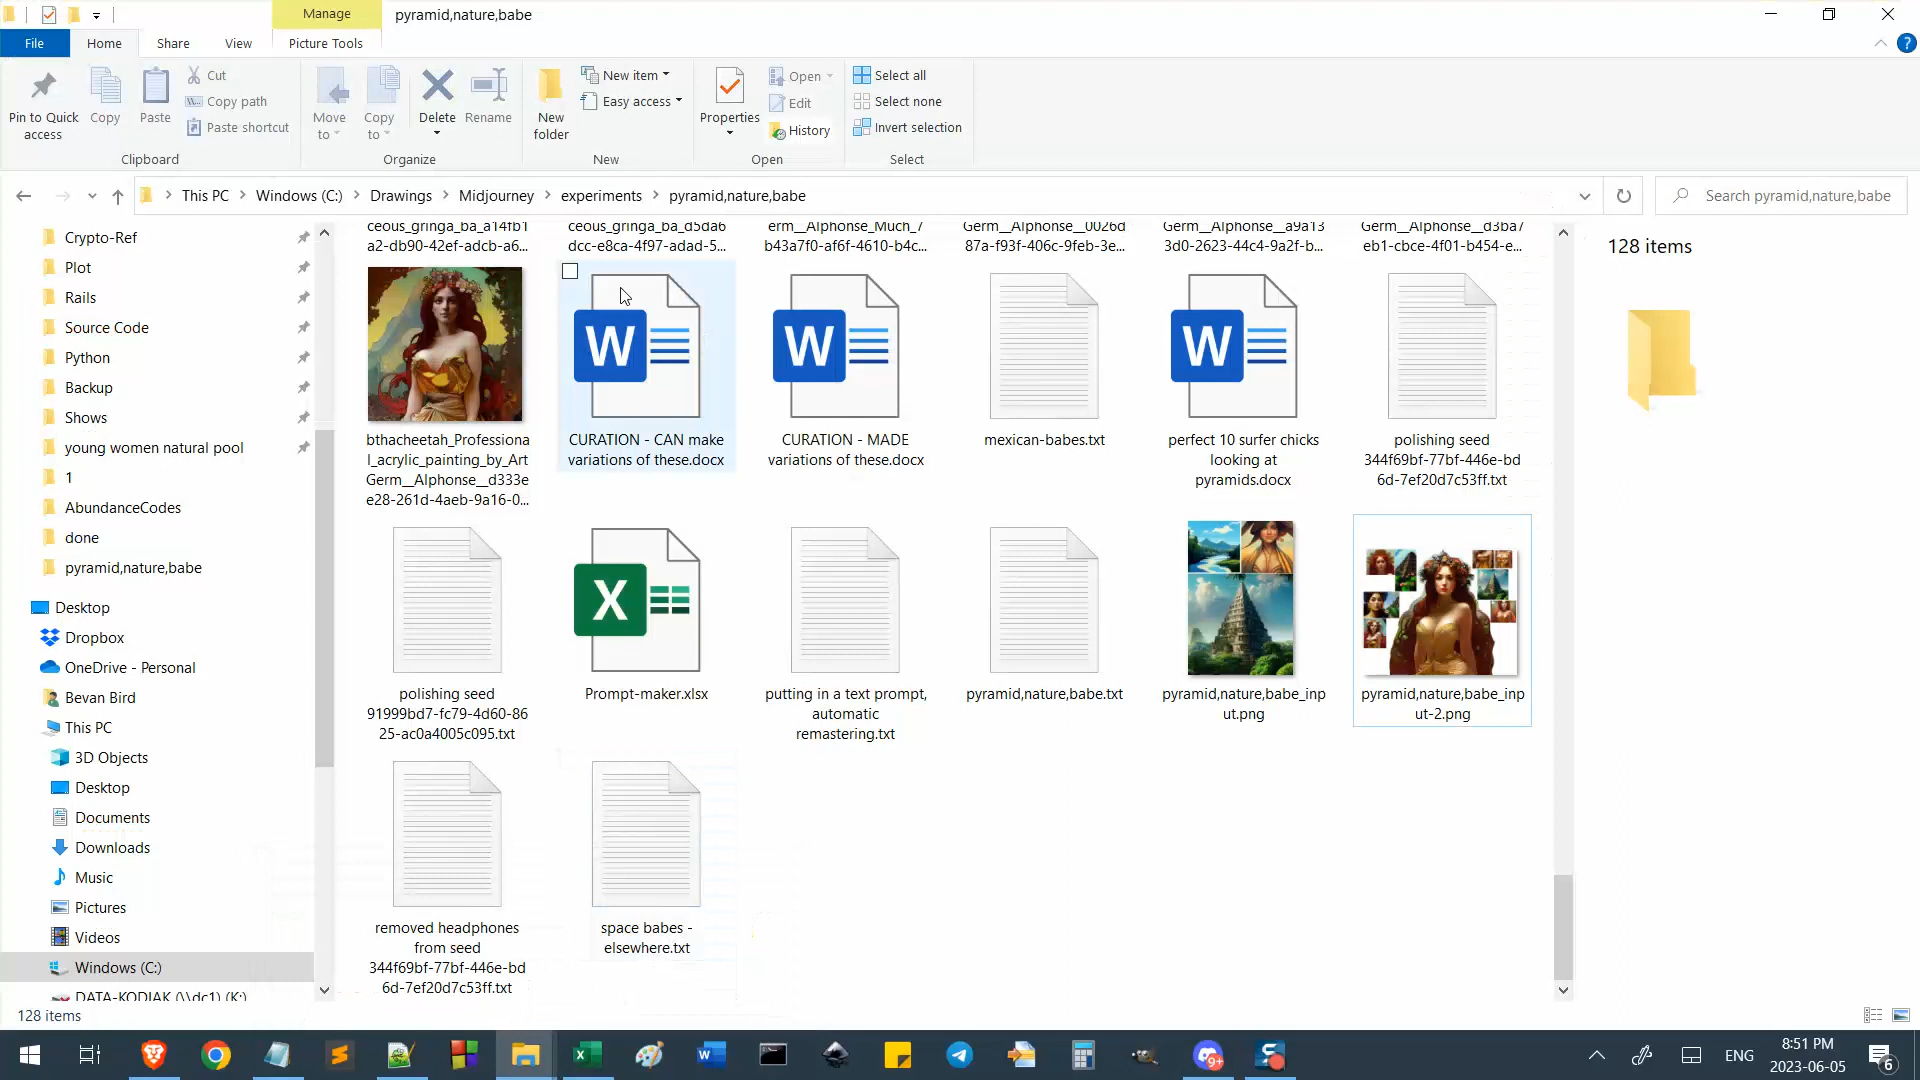 Manage
pyramid,nature,babe
File
Home
Share
View
Picture Tools
Pin to Quick
access
Copy
Paste
Cut
Copy path
Paste shortcut
Clipboard
Move
to
Copy
to
Delete
Rename
Organize
New
folder
New item
Easy access
New
Properties
Open
Edit
History
Open
Select all
Select none
Invert selection
Select
This PC
Windows (C:)
Drawings
Midjourney
experiments
pyramid,nature,babe
Search pyramid,nature,babe
Crypto-Ref
Plot
Rails
Source Code
Python
Backup
Shows
young women natural pool
1
AbundanceCodes
done
pyramid,nature,babe
Desktop
Dropbox
OneDrive - Personal
Bevan Bird
This PC
3D Objects
Desktop
Documents
Downloads
Music
Pictures
Videos
Windows (C:)
DATA-KODIAK (\\dc1) (K:)
ceous_gringa_ba_a14fb1
a2-db90-42ef-adcb-a6...
ceous_gringa_ba_d5da6
dcc-e8ca-4f97-adad-5...
erm__Alphonse_Much_7
b43a7f0-af6f-4610-b4c...
Germ__Alphonse__0026d
87a-f93f-406c-9feb-3e...
Germ__Alphonse__a9a13
3d0-2623-44c4-9a2f-b...
Germ__Alphonse__d3ba7
eb1-cbce-4f01-b454-e...
bthacheetah_Professiona
l_acrylic_painting_by_Art
Germ__Alphonse__d333e
e28-261d-4aeb-9a16-0...
CURATION - CAN make
variations of these.docx
CURATION - MADE
variations of these.docx
mexican-babes.txt
perfect 10 surfer chicks
looking at
pyramids.docx
polishing seed
344f69bf-77bf-446e-bd
6d-7ef20d7c53ff.txt
polishing seed
91999bd7-fc79-4d60-86
25-ac0a4005c095.txt
Prompt-maker.xlsx
putting in a text prompt,
automatic
remastering.txt
pyramid,nature,babe.txt
pyramid,nature,babe_inp
ut.png
pyramid,nature,babe_inp
ut-2.png
removed headphones
from seed
344f69bf-77bf-446e-bd
6d-7ef20d7c53ff.txt
space babes -
elsewhere.txt
128 items
128 items
ENG
8:51 PM
2023-06-05
6
9+